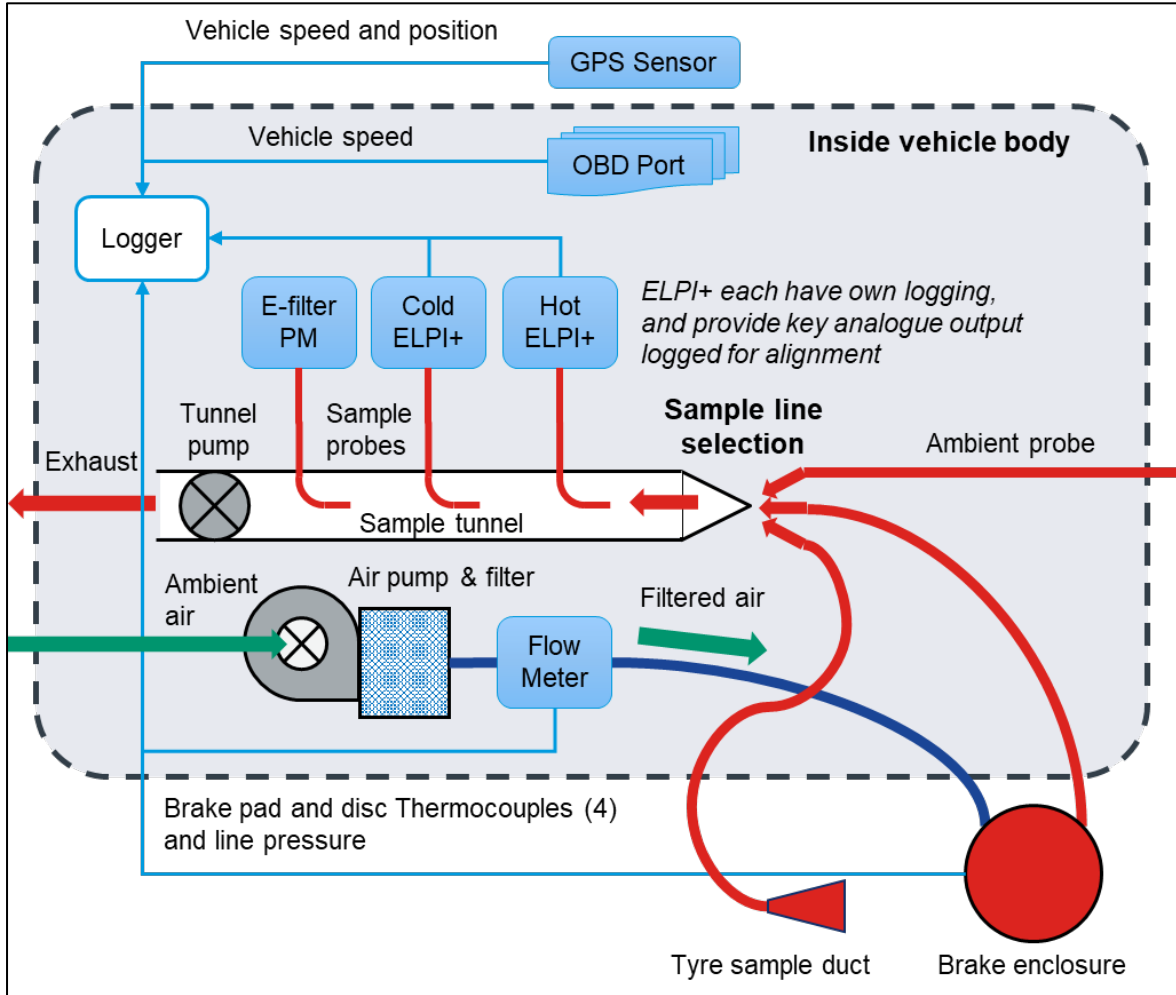 Vehicle speed and position
GPS Sensor
Vehicle speed
OBD Port
Inside vehicle body
Logger
E-filter
PM
Cold
ELPI+
Hot
ELPI+
ELPI+ each have own logging,
and provide key analogue output
logged for alignment
Tunnel
pump
Sample
probes
Sample line
selection
Ambient probe
Exhaust
Sample tunnel
Ambient
air
Air pump & filter
Flow
Meter
Filtered air
Brake pad and disc Thermocouples (4)
and line pressure
Tyre sample duct
Brake enclosure